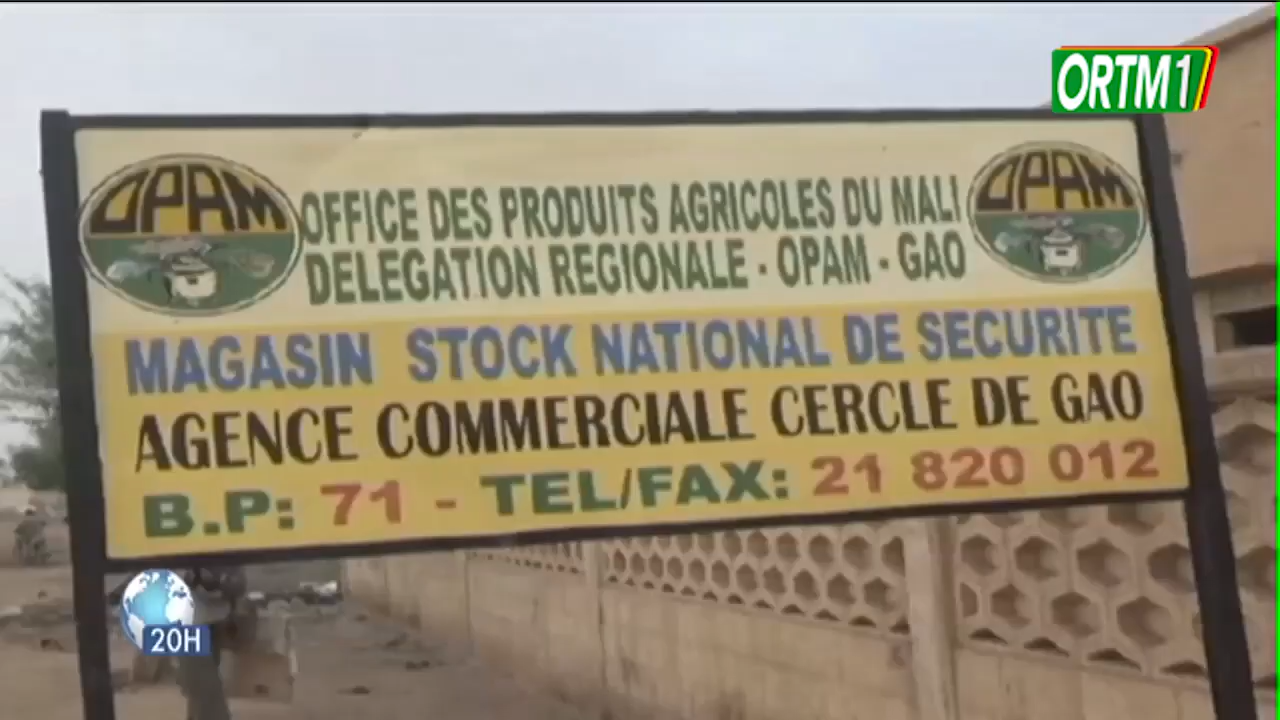 ORTM1
OPAM
OFFICE DES PRODUITS AGRICOLES DU MALI
DELEGATION REGIONALE - OPAM - GAO
OPAM
MAGASIN STOCK NATIONAL DE SECURITE
AGENCE COMMERCIALE CERCLE DE GAO
B.P: 71 - TEL/FAX: 21 820 012
20H